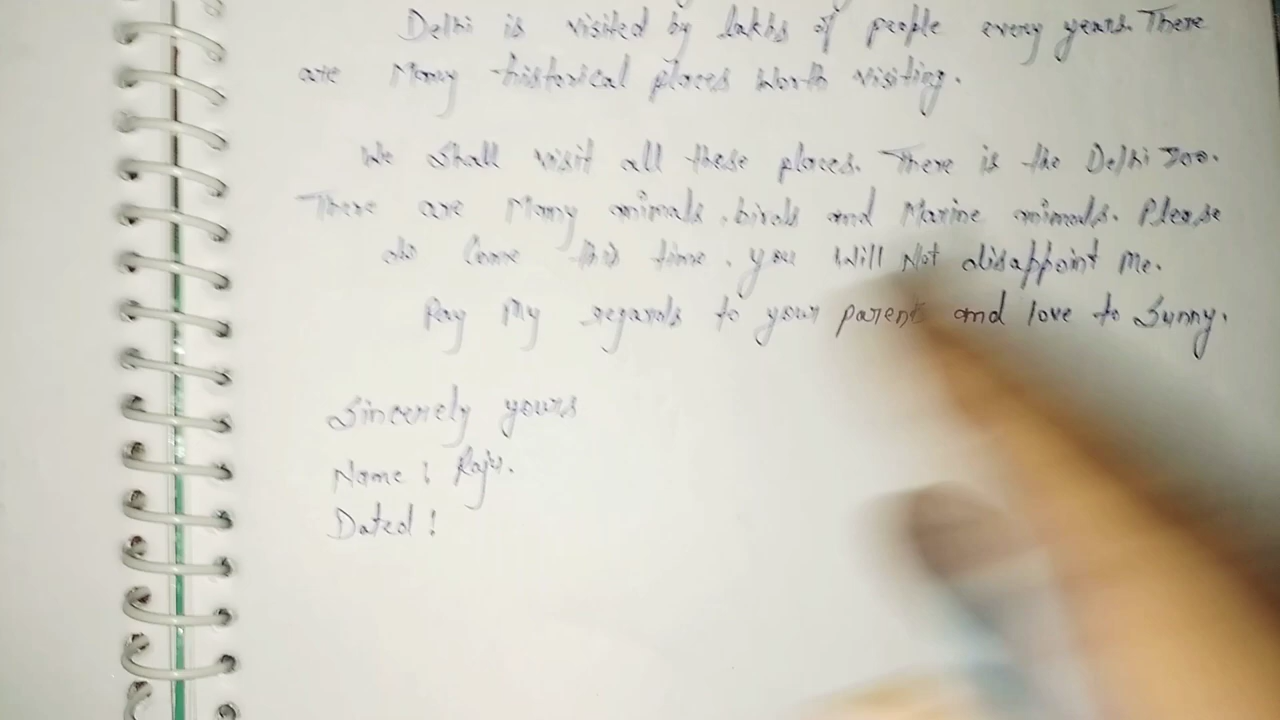 Delhi is visited by lakhs of people every years. There
are Many historical places Worth visiting.
We Shall visit all these places. There is the Delhi Zoo.
There are Many animals, birds and Marine animals. Please
do Come this time. you Will Not disappoint Me.
Pay My regards to your parent and love to Sunny.
Sincerely yours
Name : Raju.
Dated :